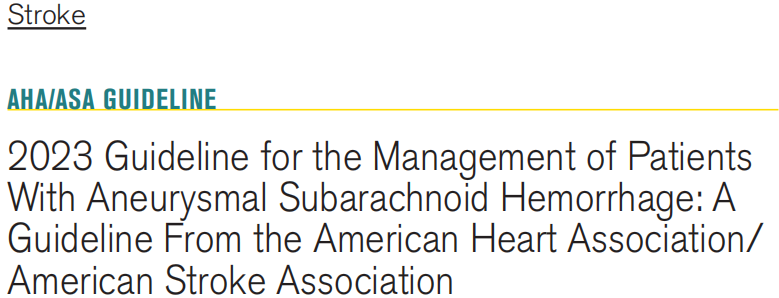 Stroke
AHA/ASA GUIDELINE
2023 Guideline for the Management of Patients
With Aneurysmal Subarachnoid Hemorrhage: A
Guideline From the American Heart Association/
American Stroke Association